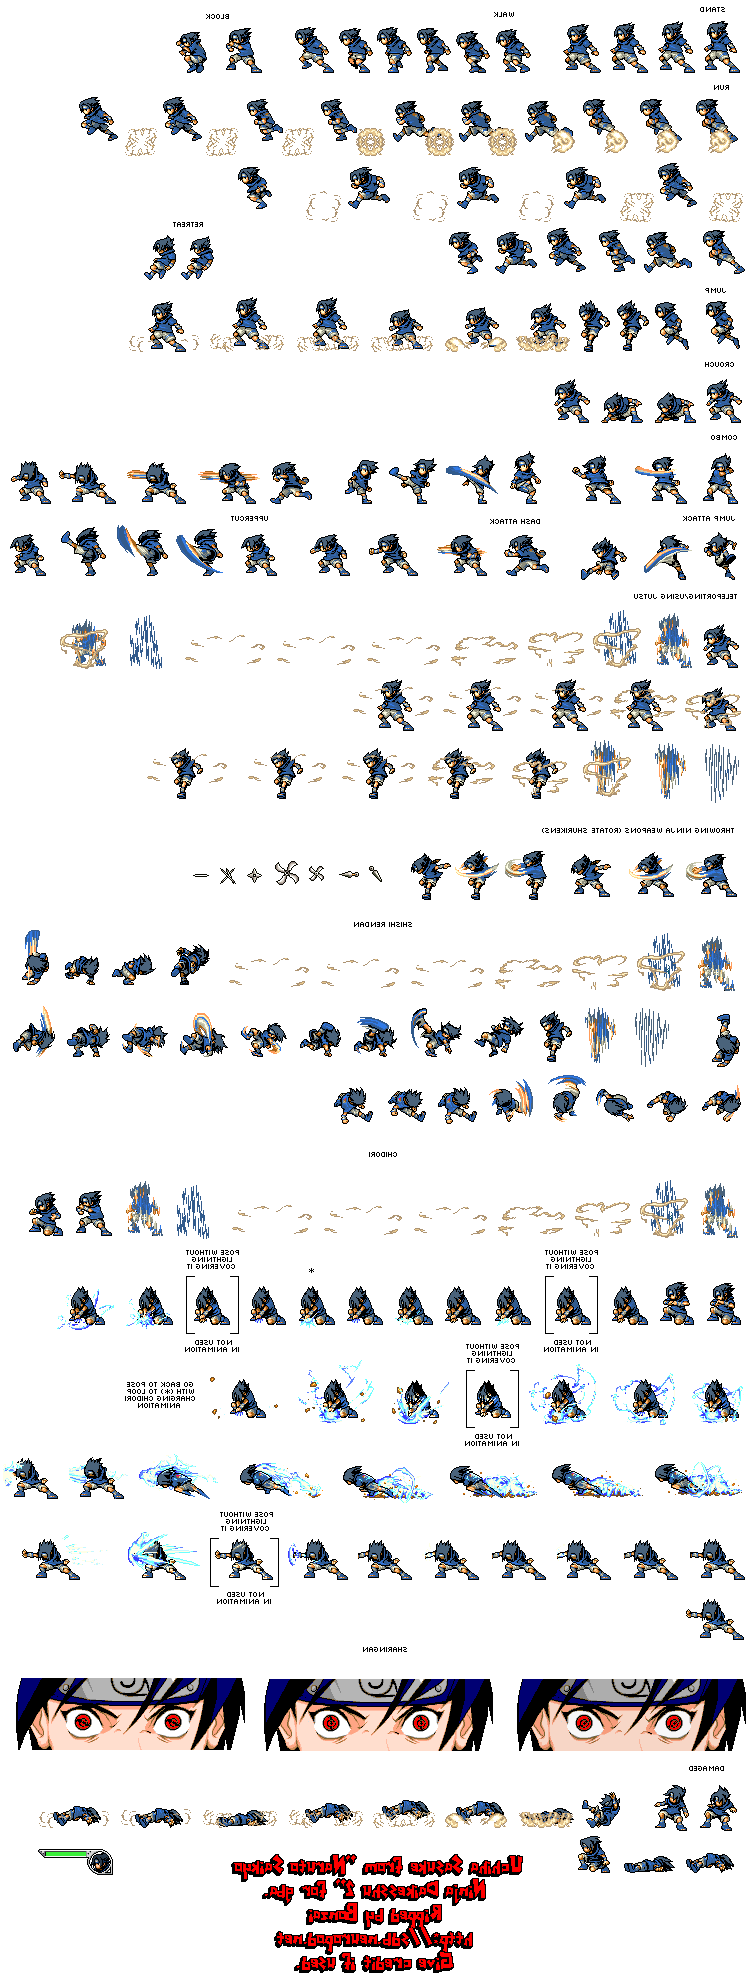 STAND
WALK
BLOCK
RUN
RETREAT
JUMP
CROUCH
COMBO
JUMP ATTACK
DASH ATTACK
UPPERCUT
TELEPORTING/USING JUTSU
THROWING NINJA WEAPONS (ROTATE SHURIKENS)
SHISHI RENDAN
CHIDORI
POSE WITHOUT
LIGHTNING
COVERING IT
NOT USED
IN ANIMATION
*
POSE WITHOUT
LIGHTNING
COVERING IT
NOT USED
IN ANIMATION
POSE WITHOUT
LIGHTNING
COVERING IT
NOT USED
IN ANIMATION
GO BACK TO POSE
WITH (*) TO LOOP
CHARGING CHIDORI
ANIMATION
POSE WITHOUT
LIGHTNING
COVERING IT
NOT USED
IN ANIMATION
SHARINGAN
DAMAGED
Uchiha Sasuke from "Naruto Saikyo
Ninja Daikesshu 2" for gba.
Ripped by Bonzai
http:\\sdb.neuropod.net
Give credit if used.